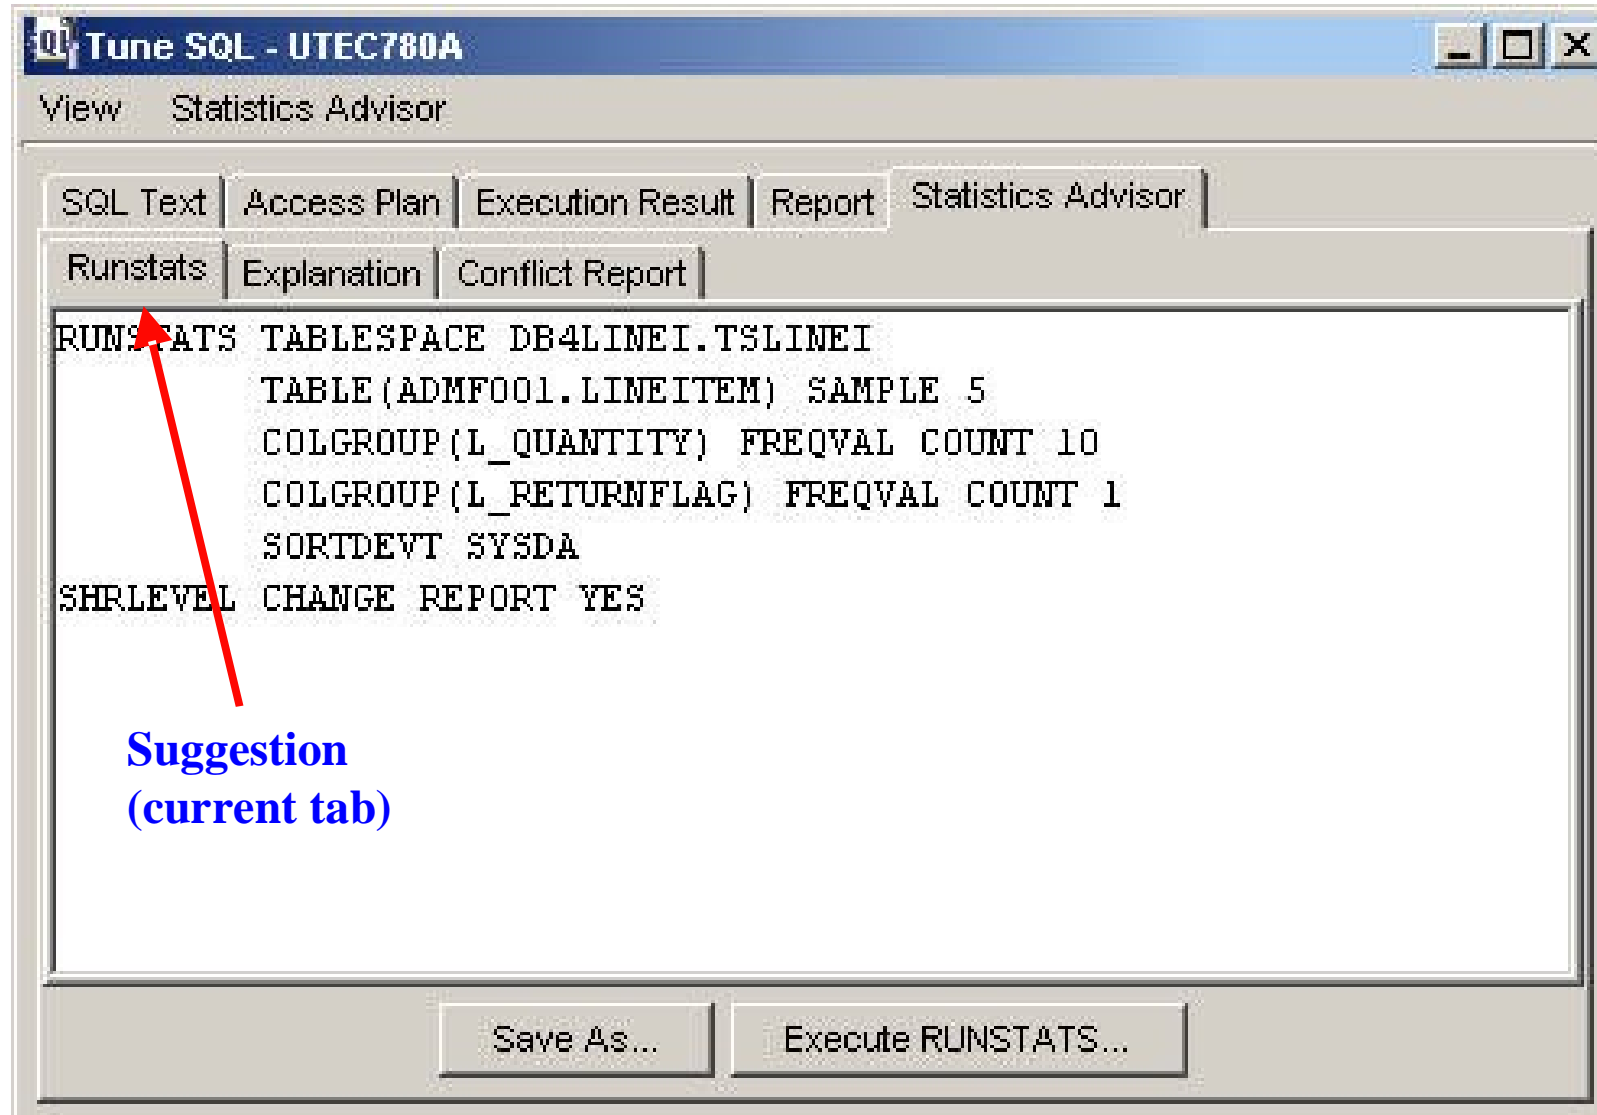 Tune SQL - UTEC780A
View Statistics Advisor
SQL Text Access Plan Execution Result Report Statistics Advisor
Runstats Explanation Conflict Report
RUNSTATS TABLESPACE DB4LINEI.TSLINEI
TABLE(ADMF001.LINEITEM) SAMPLE 5
COLGROUP(L_QUANTITY) FREQVAL COUNT 10
COLGROUP(L_RETURNFLAG) FREQVAL COUNT 1
SORTDEVT SYSDA
SHRLEVEL CHANGE REPORT YES
Suggestion
(current tab)
Save As... Execute RUNSTATS...